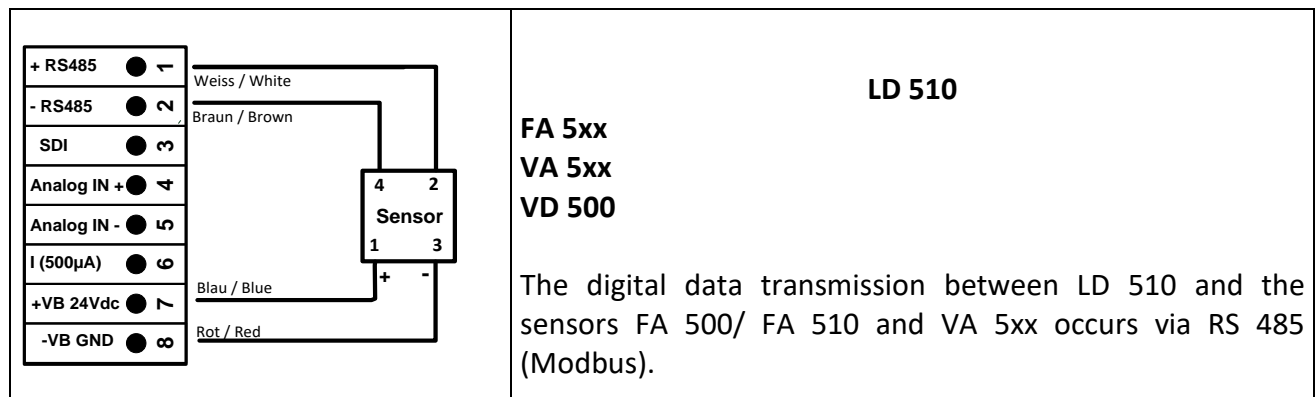 + RS485 1
- RS485 2
SDI 3
Analog IN + 4
Analog IN - 5
I (500µA) 6
+VB 24Vdc 7
-VB GND 8
Weiss / White
Braun / Brown
4 2
Sensor
1 3
+ -
Blau / Blue
Rot / Red
LD 510
FA 5xx
VA 5xx
VD 500
The digital data transmission between LD 510 and the
sensors FA 500/ FA 510 and VA 5xx occurs via RS 485
(Modbus).